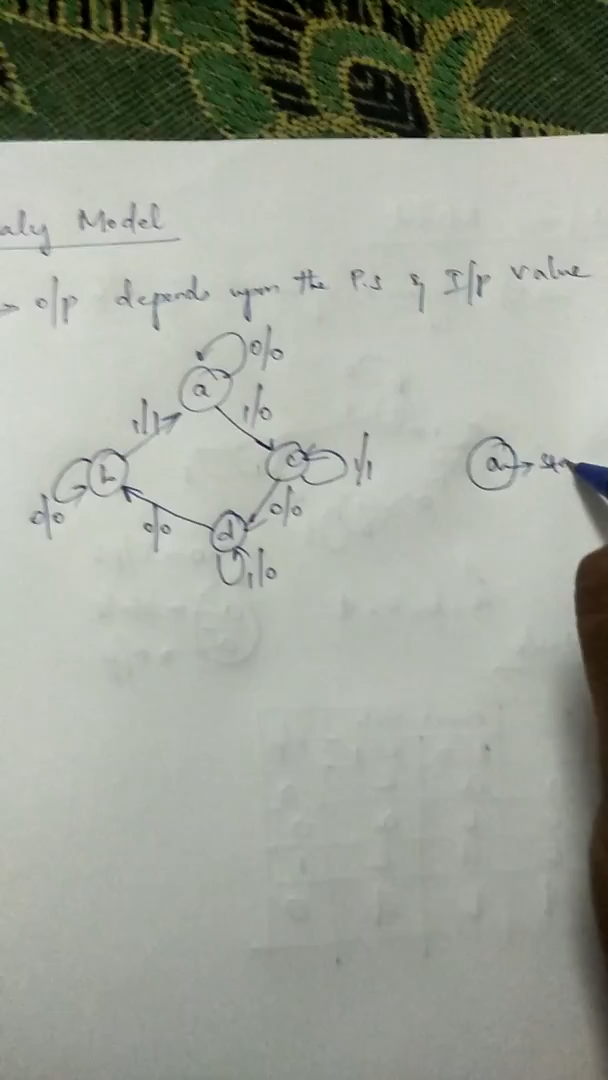 aly Model
→ o/p depends upon the P.S & I/p value
0/0
a
1/1
1/0
b
c
1/1
a →
0/0
0/0
0/0
d
1/0